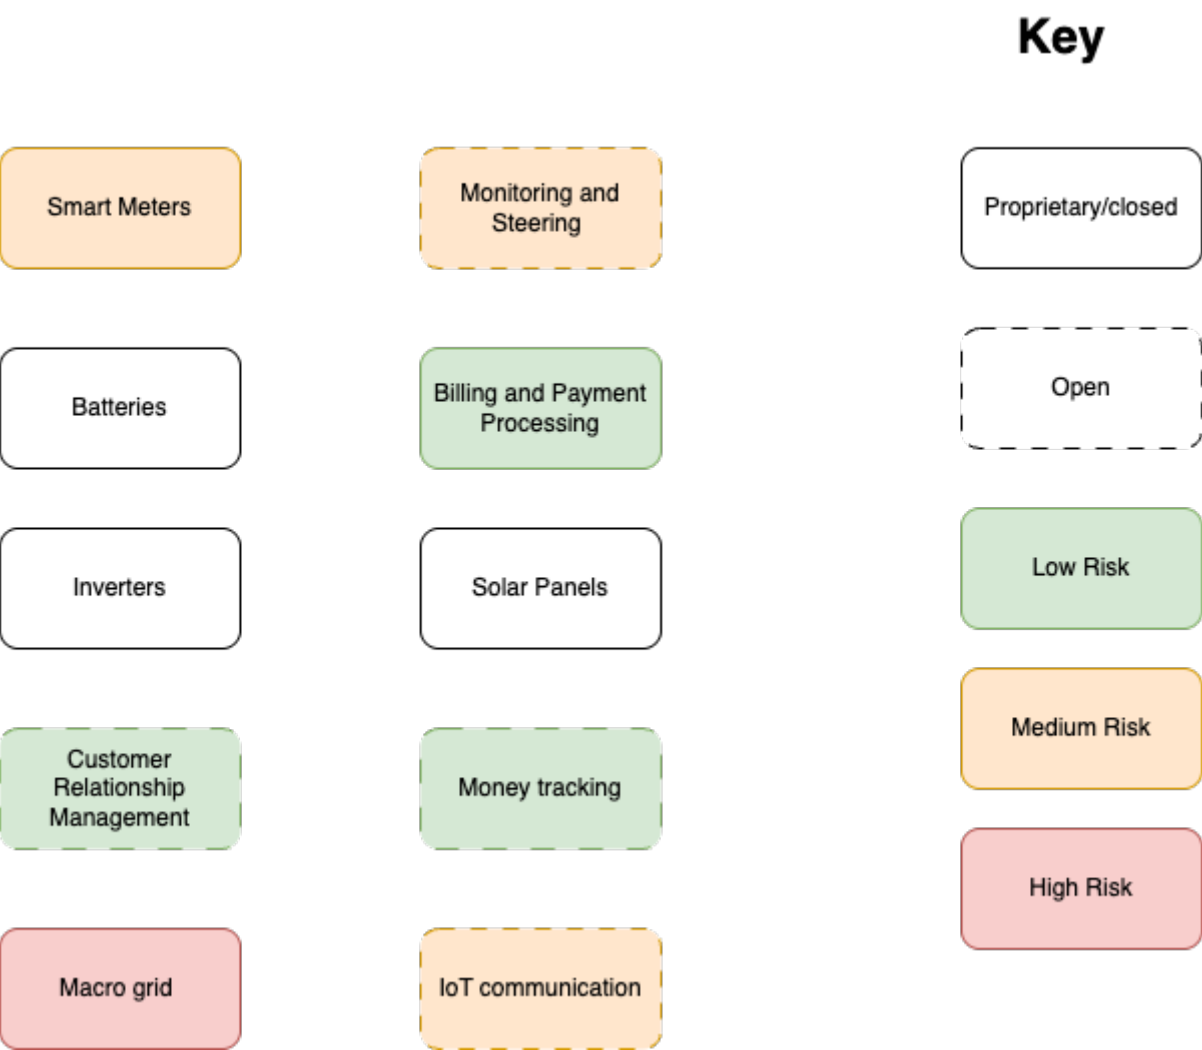 Key
Smart Meters
Monitoring and
Steering
Proprietary/closed
Batteries
Billing and Payment
Processing
Open
Inverters
Solar Panels
Low Risk
Customer
Relationship
Management
Money tracking
Medium Risk
High Risk
Macro grid
IoT communication